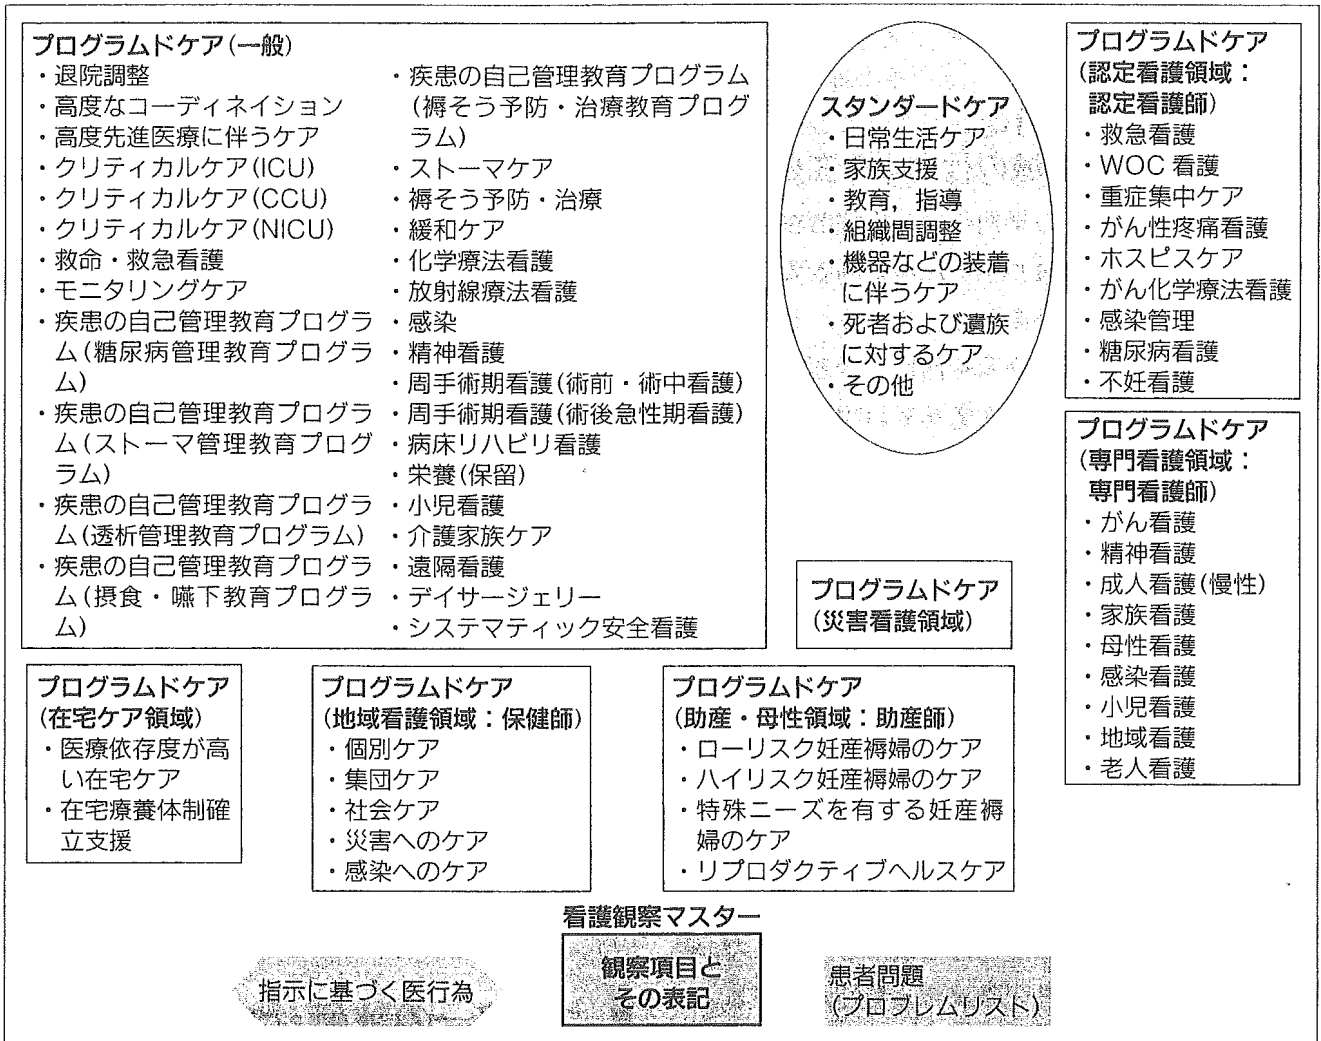 プログラムドケア(一般)
・退院調整
・高度なコーディネイション
・高度先進医療に伴うケア
・クリティカルケア(ICU)
・クリティカルケア(CCU)
・クリティカルケア(NICU)
・救命・救急看護
・モニタリングケア
・疾患の自己管理教育プログラ
ム(糖尿病管理教育プログラ
ム)
・疾患の自己管理教育プログラ
ム(ストーマ管理教育プログ
ラム)
・疾患の自己管理教育プログラ
ム(透析管理教育プログラム)
・疾患の自己管理教育プログラ
ム(摂食・嚥下教育プログラ
ム)
・疾患の自己管理教育プログラム
(褥そう予防・治療教育プログ
ラム)
・ストーマケア
・褥そう予防・治療
・緩和ケア
・化学療法看護
・放射線療法看護
・感染
・精神看護
・周手術期看護(術前・術中看護)
・周手術期看護(術後急性期看護)
・病床リハビリ看護
・栄養(保留)
・小児看護
・介護家族ケア
・遠隔看護
・デイサージェリー
・システマティック安全看護
スタンダードケア
・日常生活ケア
・家族支援
・教育，指導
・組織間調整
・機器などの装着
に伴うケア
・死者および遺族
に対するケア
・その他
プログラムドケア
(認定看護領域：
認定看護師)
・救急看護
・WOC 看護
・重症集中ケア
・がん性疼痛看護
・ホスピスケア
・がん化学療法看護
・感染管理
・糖尿病看護
・不妊看護
プログラムドケア
(専門看護領域：
専門看護師)
・がん看護
・精神看護
・成人看護(慢性)
・家族看護
・母性看護
・感染看護
・小児看護
・地域看護
・老人看護
プログラムドケア
(災害看護領域)
プログラムドケア
(在宅ケア領域)
・医療依存度が高
い在宅ケア
・在宅療養体制確
立支援
プログラムドケア
(地域看護領域：保健師)
・個別ケア
・集団ケア
・社会ケア
・災害へのケア
・感染へのケア
プログラムドケア
(助産・母性領域：助産師)
・ローリスク妊産褥婦のケア
・ハイリスク妊産褥婦のケア
・特殊ニーズを有する妊産褥
婦のケア
・リプロダクティブヘルスケア
看護観察マスター
観察項目と
その表記
指示に基づく医行為
患者問題
(プロブレムリスト)